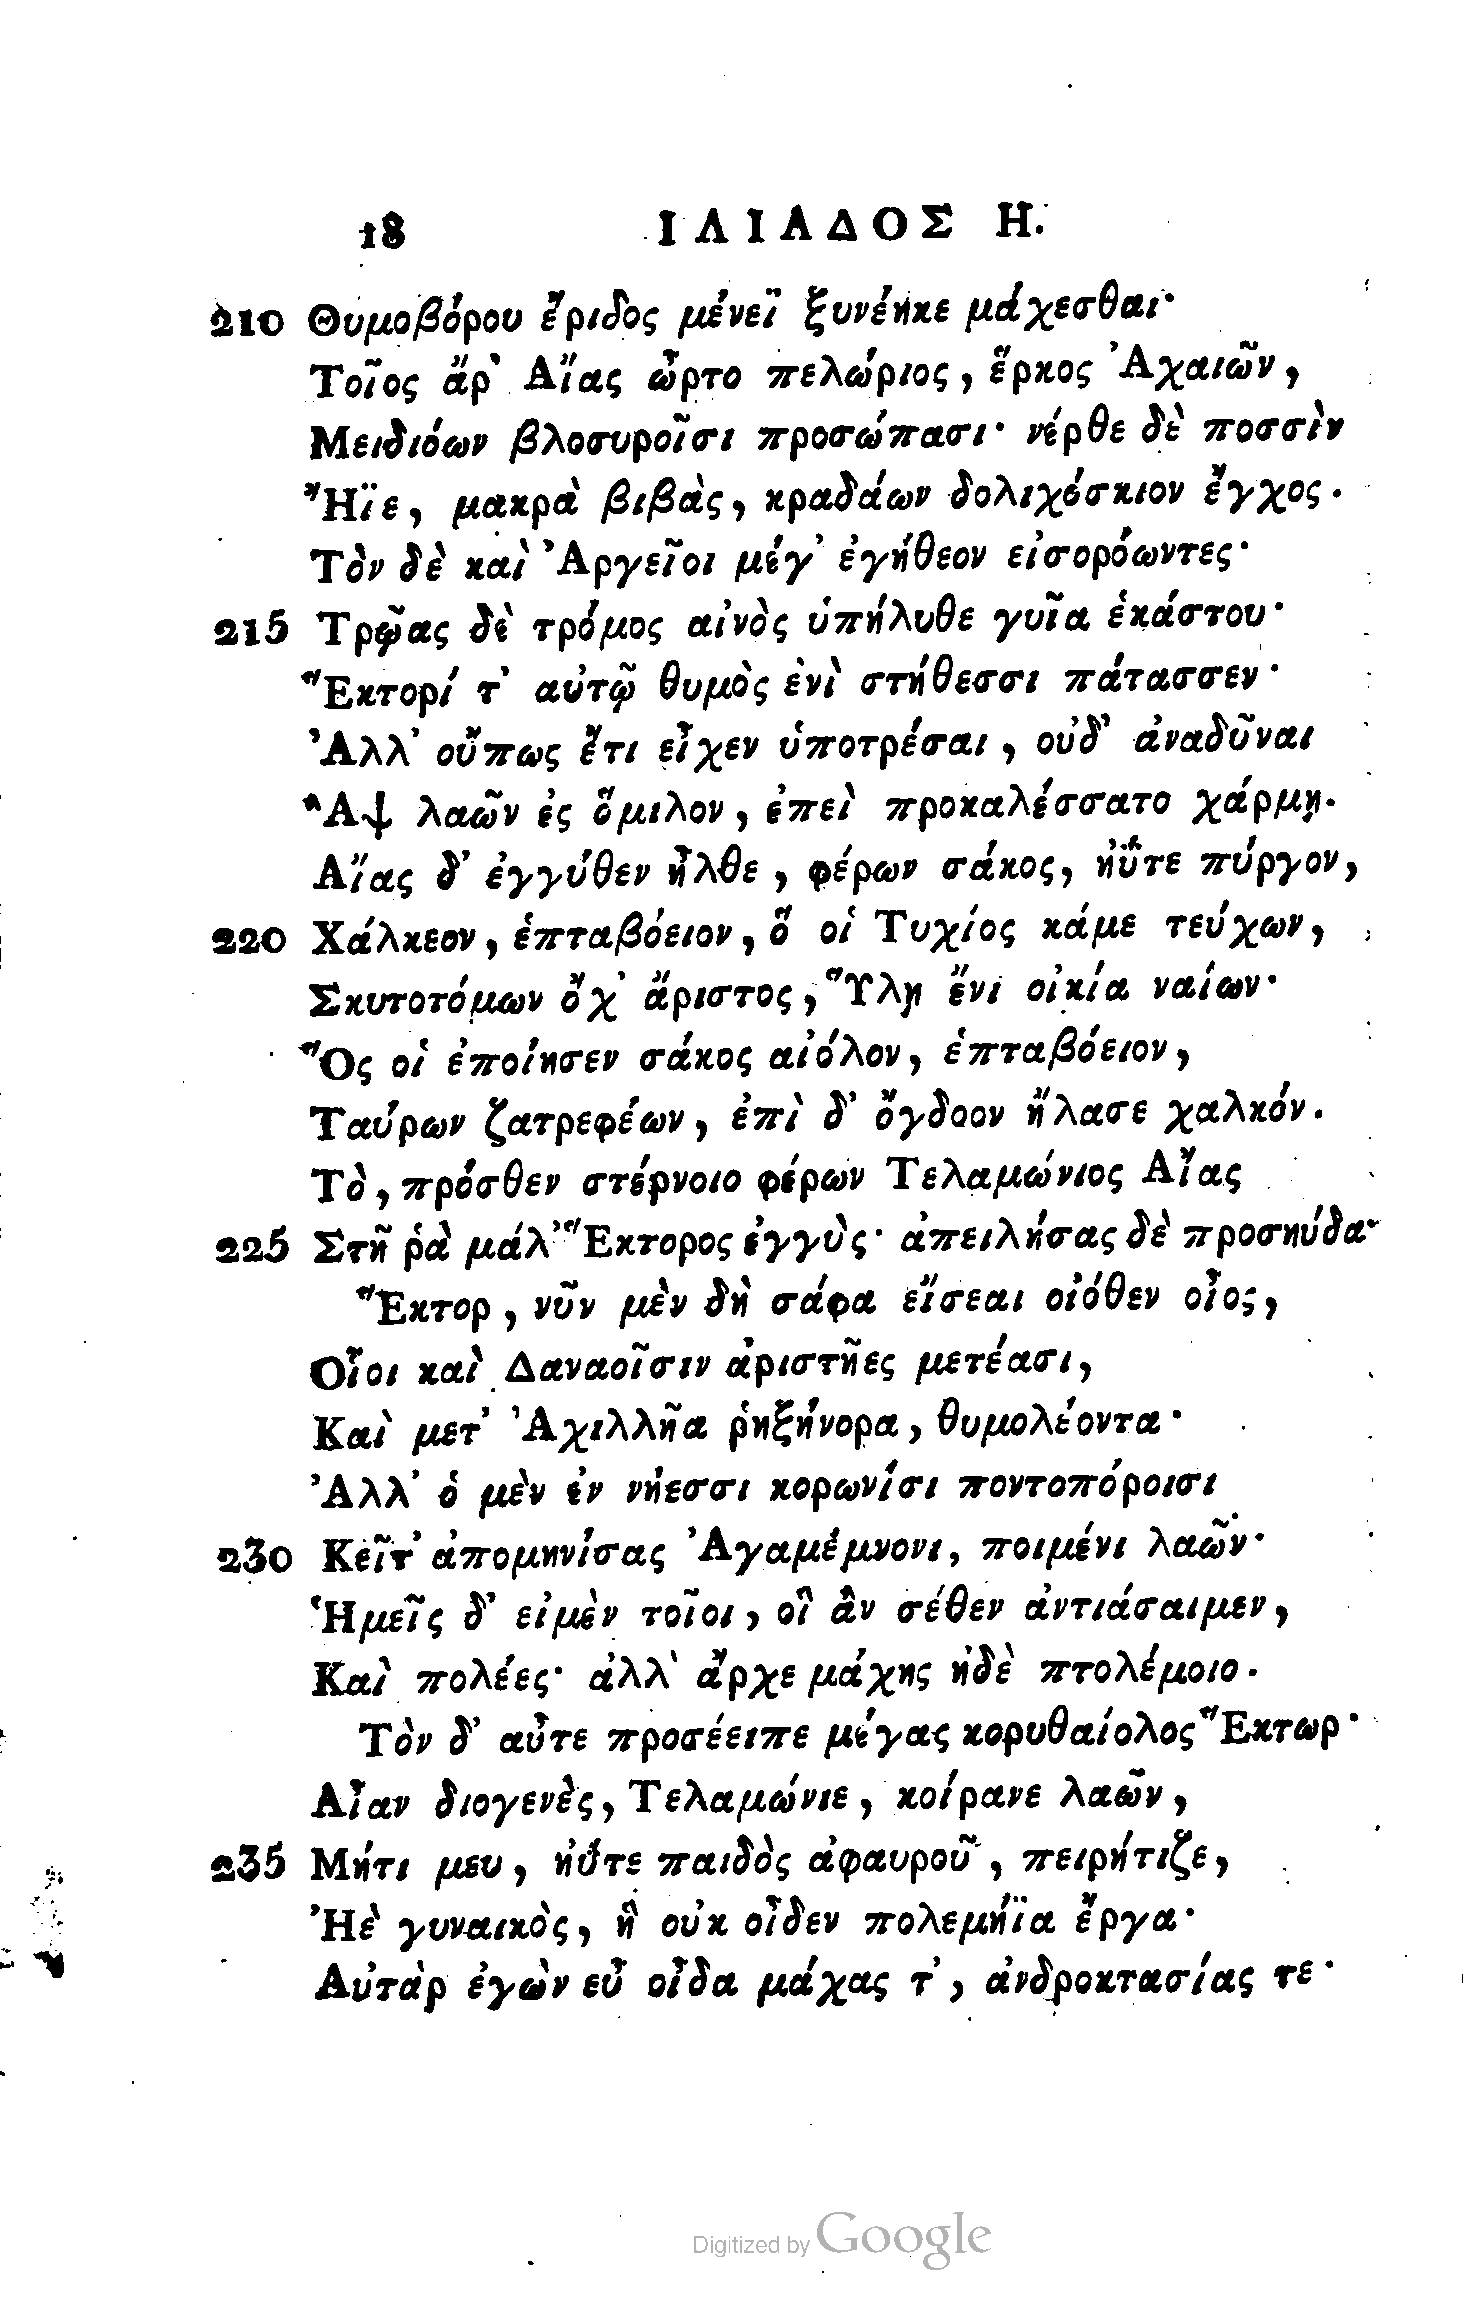 18 ΙΛΙΑΔΟΣ Η.
210 Θυμοβόρου ἔριδος μένεϊ ξυνέηκε μάχεσθαι·
Τοῖος ἄρ' Αἴας ὦρτο πελώριος, ἕρκος Ἀχαιῶν,
Μειδιόων βλοσυροῖσι προσώπασι· νέρθε δὲ ποσσὶν
Ἤϊε, μακρὰ βιβὰς, κραδάων δολιχόσκιον ἔγχος.
Τὸν δὲ καὶ Ἀργεῖοι μέγ' ἐγήθεον εἰσορόωντες·
215 Τρῷας δὲ τρόμος αἰνὸς ὑπήλυθε γυῖα ἑκάστου·
Ἕκτορί τ' αὐτῷ θυμὸς ἐνὶ στήθεσσι πάτασσεν·
Ἀλλ' οὔπως ἔτι εἶχεν ὑποτρέσαι, οὐδ' ἀναδῦναι
Ἂψ λαῶν ἐς ὅμιλον, ἐπεὶ προκαλέσσατο χάρμῃ.
Αἴας δ' ἐγγύθεν ἦλθε, φέρων σάκος, ἠΰτε πύργον,
220 Χάλκεον, ἑπταβόειον, ὅ οἱ Τυχίος κάμε τεύχων,
Σκυτοτόμων ὄχ' ἄριστος, Ὕλῃ ἔνι οἰκία ναίων·
Ὅς οἱ ἐποίησεν σάκος αἰόλον, ἑπταβόειον,
Ταύρων ζατρεφέων, ἐπὶ δ' ὄγδοον ἤλασε χαλκόν.
Τὸ, πρόσθεν στέρνοιο φέρων Τελαμώνιος Αἴας
225 Στῆ ῥὰ μάλ' Ἕκτορος ἐγγὺς· ἀπειλήσας δὲ προσηύδα·
Ἕκτορ, νῦν μὲν δὴ σάφα εἴσεαι οἰόθεν οἶος,
Οἷοι καὶ Δαναοῖσιν ἀριστῆες μετέασι,
Καὶ μετ' Ἀχιλλῆα ῥηξήνορα, θυμολέοντα·
Ἀλλ' ὁ μὲν ἐν νήεσσι κορωνίσι ποντοπόροισι
230 Κεῖτ' ἀπομηνίσας Ἀγαμέμνονι, ποιμένι λαῶν·
Ἡμεῖς δ' εἰμὲν τοῖοι, οἳ ἂν σέθεν ἀντιάσαιμεν,
Καὶ πολέες· ἀλλ' ἄρχε μάχης ἠδὲ πτολέμοιο.
Τὸν δ' αὖτε προσέειπε μέγας κορυθαίολος Ἕκτωρ·
Αἶαν διογενὲς, Τελαμώνιε, κοίρανε λαῶν,
235 Μήτι μευ, ἠΰτε παιδὸς ἀφαυροῦ, πειρήτιζε,
Ἠὲ γυναικὸς, ἣ οὐκ οἶδεν πολεμήϊα ἔργα·
Αὐτὰρ ἐγὼν εὖ οἶδα μάχας τ', ἀνδροκτασίας τε·
Digitized by Google